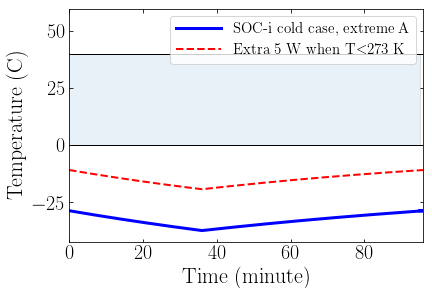 SOC-i cold case, extreme A
Extra 5 W when T<273 K
50
25
0
−25
Temperature (C)
0 20 40 60 80
Time (minute)